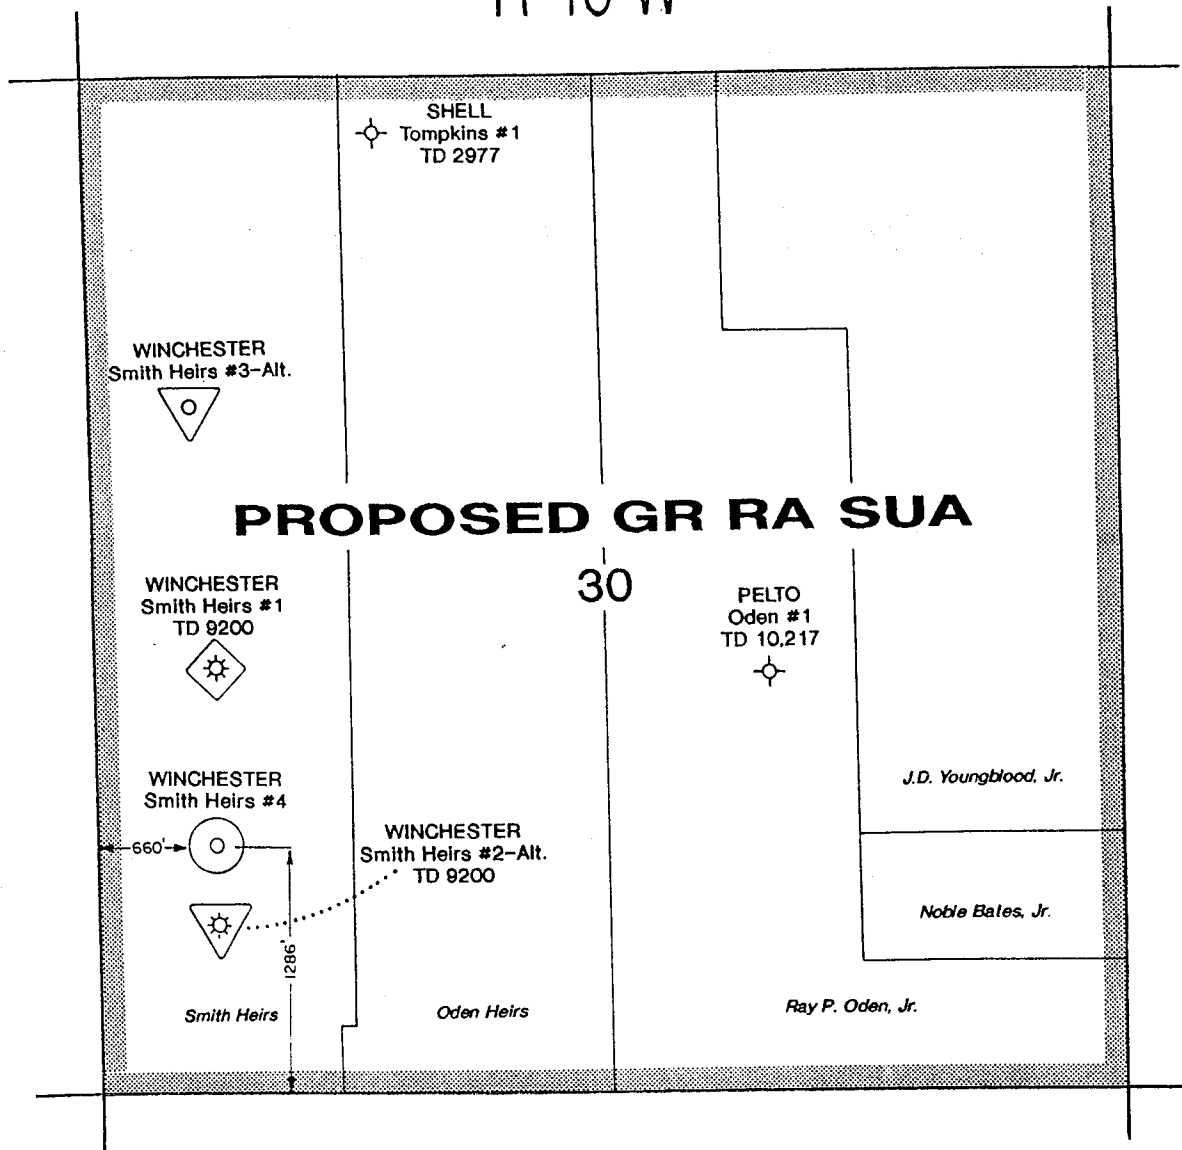 R 10 W
SHELL
Tompkins #1
TD 2977
WINCHESTER
Smith Heirs #3-Alt.
PROPOSED GR RA SUA
30
WINCHESTER
Smith Heirs #1
TD 9200
PELTO
Oden #1
TD 10,217
J.D. Youngblood, Jr.
WINCHESTER
Smith Heirs #4
660'
WINCHESTER
Smith Heirs #2-Alt.
TD 9200
1286'
Noble Bates, Jr.
Smith Heirs
Oden Heirs
Ray P. Oden, Jr.